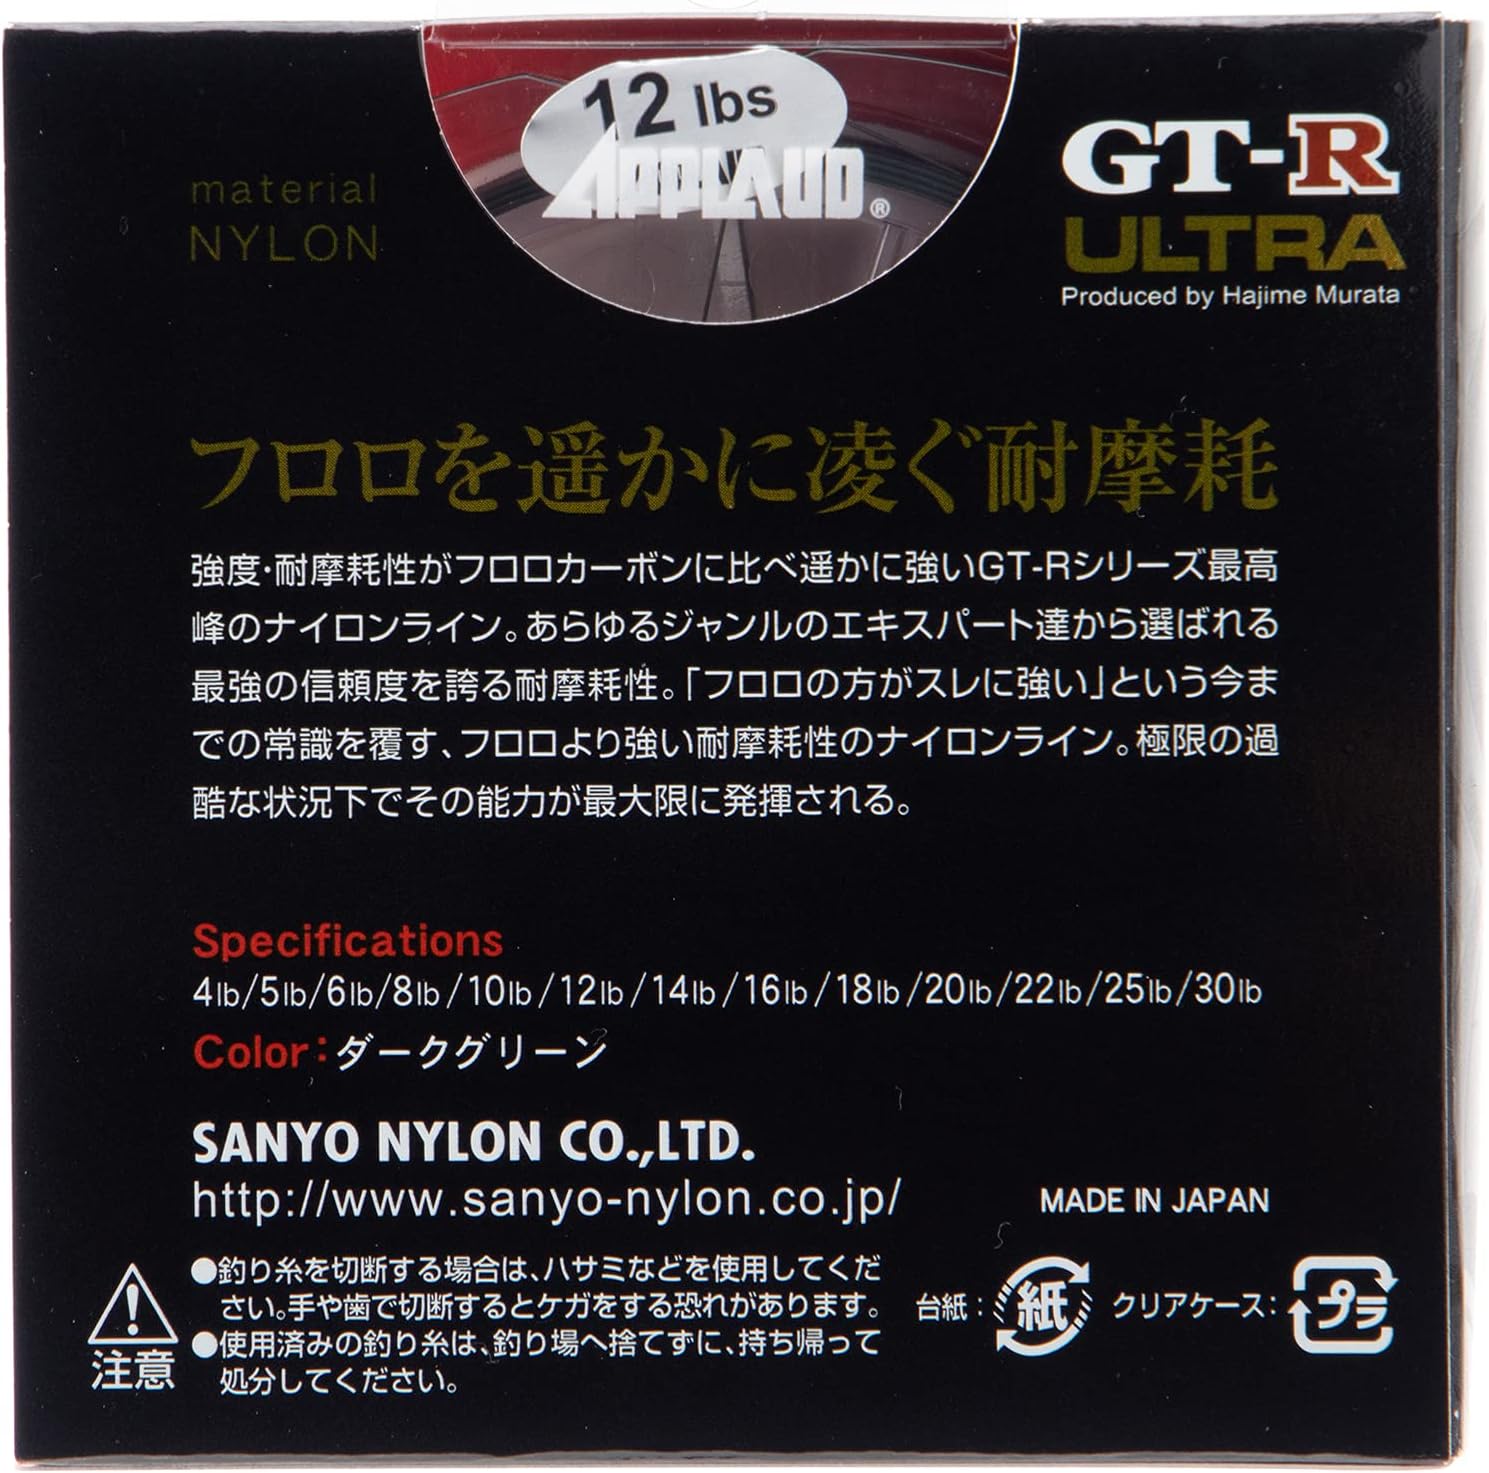 12 lbs
APPLAUD®
material
NYLON
GT-R
ULTRA
Produced by Hajime Murata
フロロを遥かに凌ぐ耐摩耗
強度・耐摩耗性がフロロカーボンに比べ遥かに強いGT-Rシリーズ最高
峰のナイロンライン。あらゆるジャンルのエキスパート達から選ばれる
最強の信頼度を誇る耐摩耗性。「フロロの方がスレに強い」という今ま
での常識を覆す、フロロより強い耐摩耗性のナイロンライン。極限の過
酷な状況下でその能力が最大限に発揮される。
Specifications
4lb/5lb/6lb/8lb/10lb/12lb/14lb/16lb/18lb/20lb/22lb/25lb/30lb
Color:ダークグリーン
SANYO NYLON CO.,LTD.
http://www.sanyo-nylon.co.jp/
MADE IN JAPAN
●釣り糸を切断する場合は、ハサミなどを使用してくだ
さい。手や歯で切断するとケガをする恐れがあります。
●使用済みの釣り糸は、釣り場へ捨てずに、持ち帰って
処分してください。
注意
台紙：紙 クリアケース：プラ